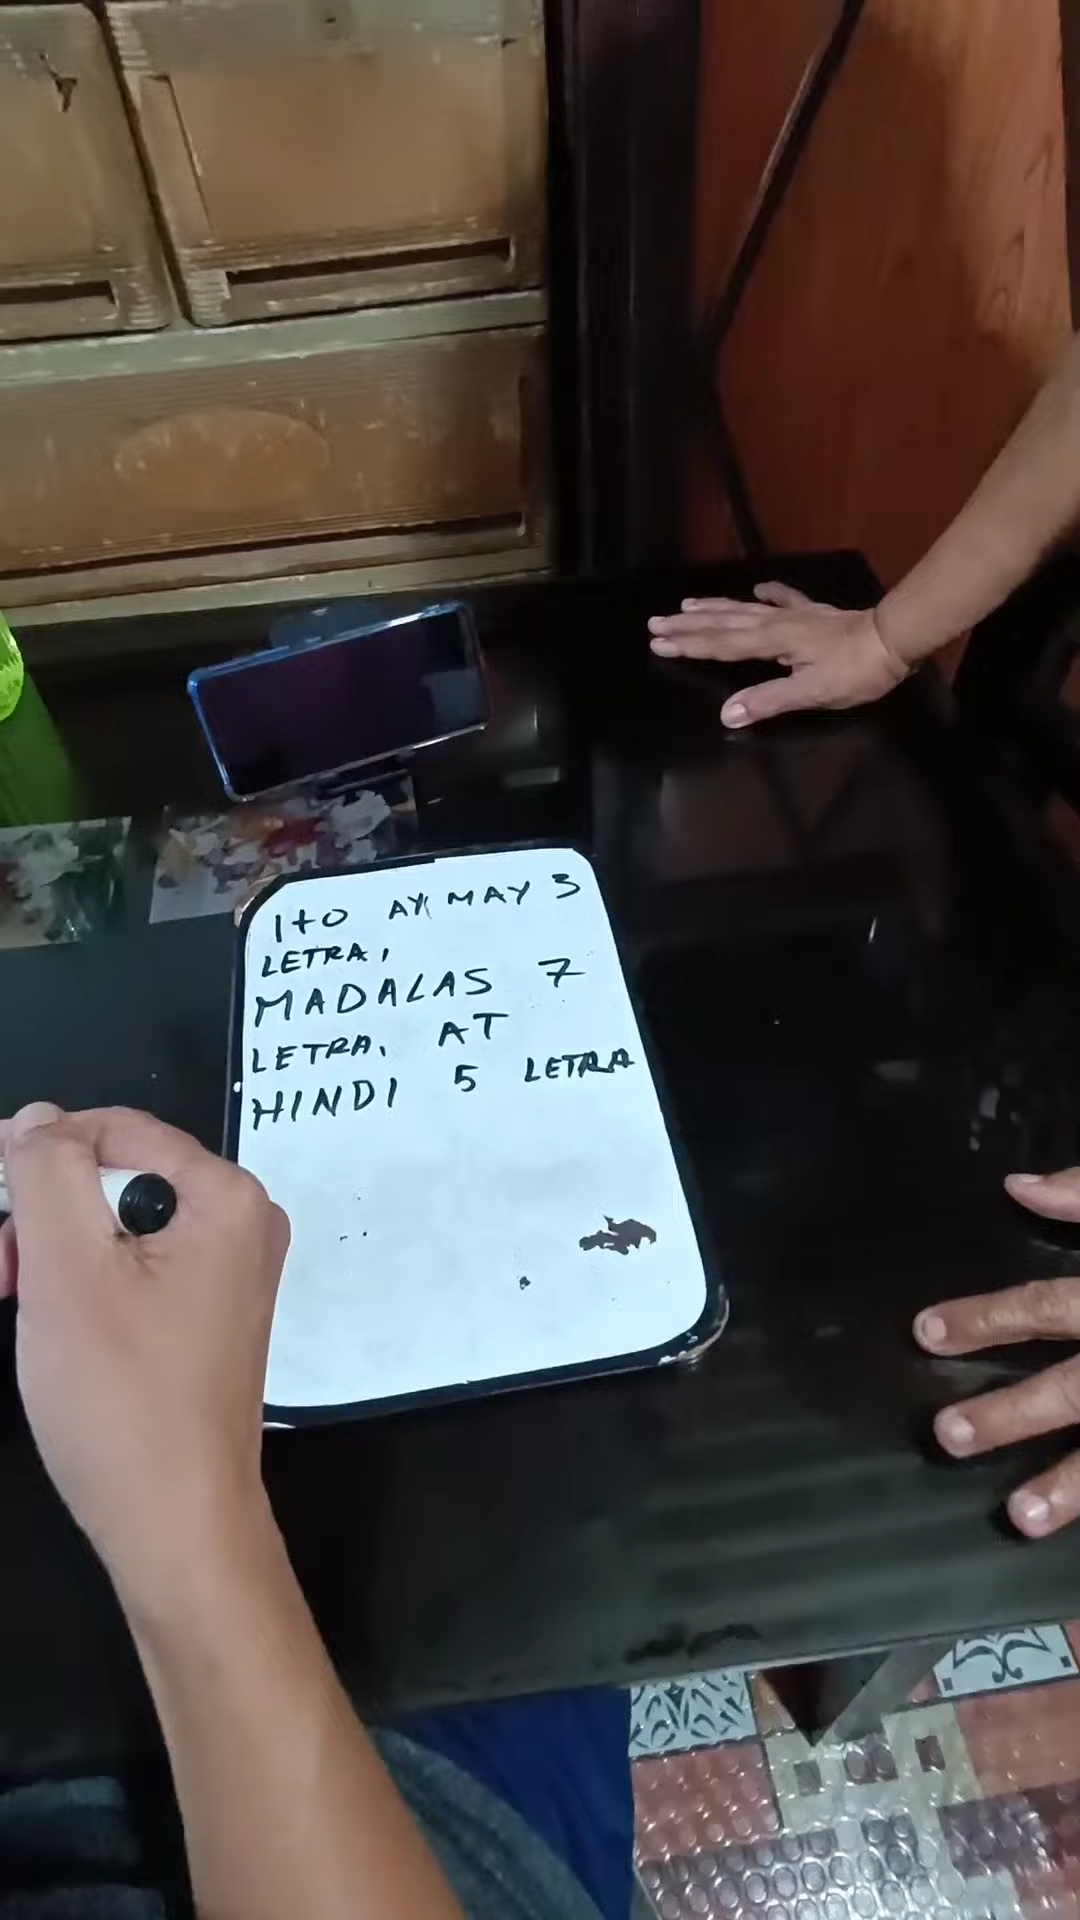 ITO AY MAY 3
LETRA,
MADALAS 7
LETRA, AT
HINDI 5 LETRA